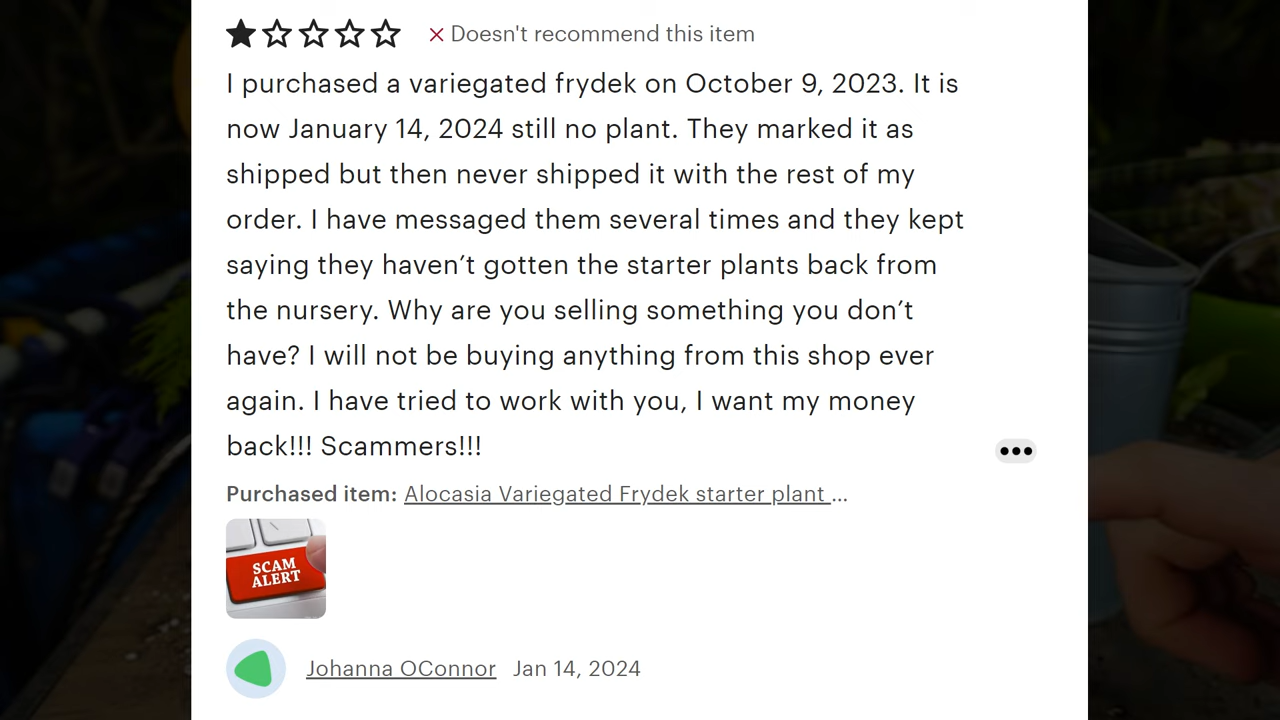 Doesn't recommend this item
I purchased a variegated frydek on October 9, 2023. It is
now January 14, 2024 still no plant. They marked it as
shipped but then never shipped it with the rest of my
order. I have messaged them several times and they kept
saying they haven’t gotten the starter plants back from
the nursery. Why are you selling something you don’t
have? I will not be buying anything from this shop ever
again. I have tried to work with you, I want my money
back!!! Scammers!!!
Purchased item: Alocasia Variegated Frydek starter plant ...
SCAM
ALERT
Johanna OConnor Jan 14, 2024